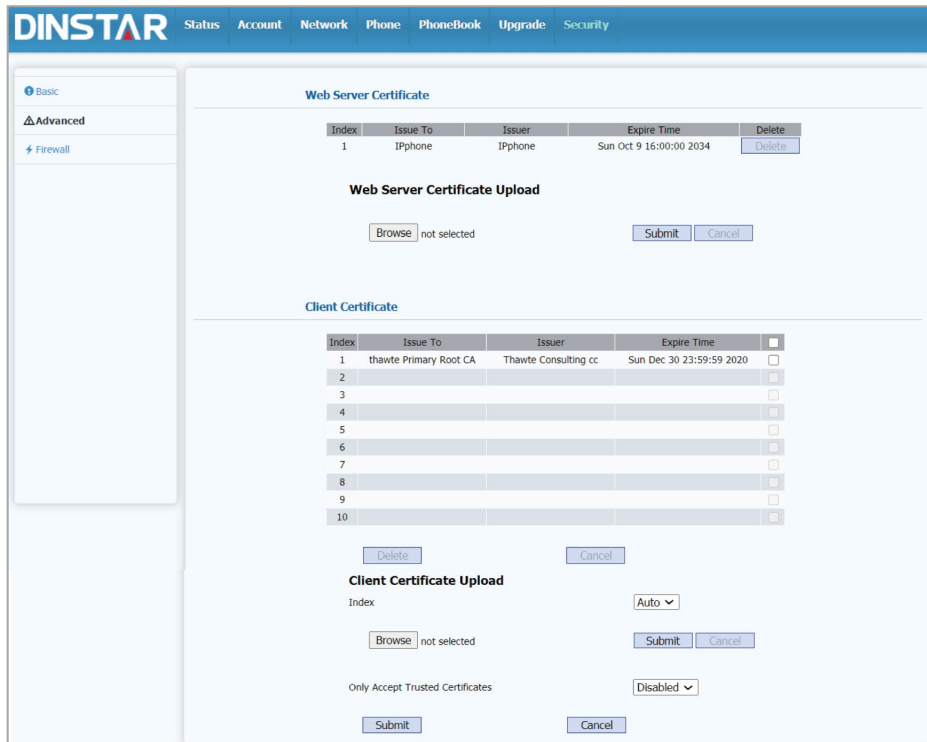 DINSTAR Status Account Network Phone PhoneBook Upgrade Security
Basic
Advanced
Firewall
Web Server Certificate
Index Issue To Issuer Expire Time Delete
1 IPphone IPphone Sun Oct 9 16:00:00 2034 Delete
Web Server Certificate Upload
Browse not selected Submit Cancel
Client Certificate
Index Issue To Issuer Expire Time
1 thawte Primary Root CA Thawte Consulting cc Sun Dec 30 23:59:59 2020
2
3
4
5
6
7
8
9
10
Delete Cancel
Client Certificate Upload
Index Auto
Browse not selected Submit Cancel
Only Accept Trusted Certificates Disabled
Submit Cancel